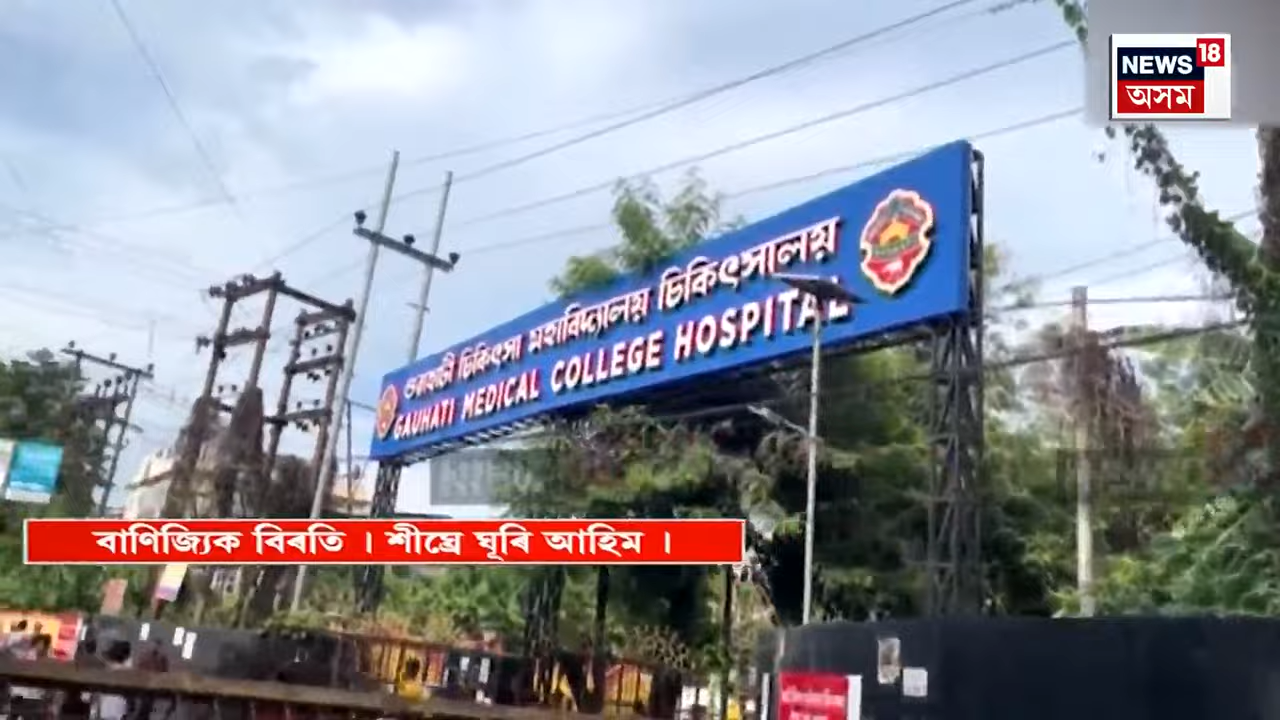 NEWS 18
অসম
গুৱাহাটী চিকিৎসা মহাবিদ্যালয় চিকিৎসালয়
GAUHATI MEDICAL COLLEGE HOSPITAL
বাণিজ্যিক বিৰতি । শীঘ্ৰে ঘূৰি আহিম ।